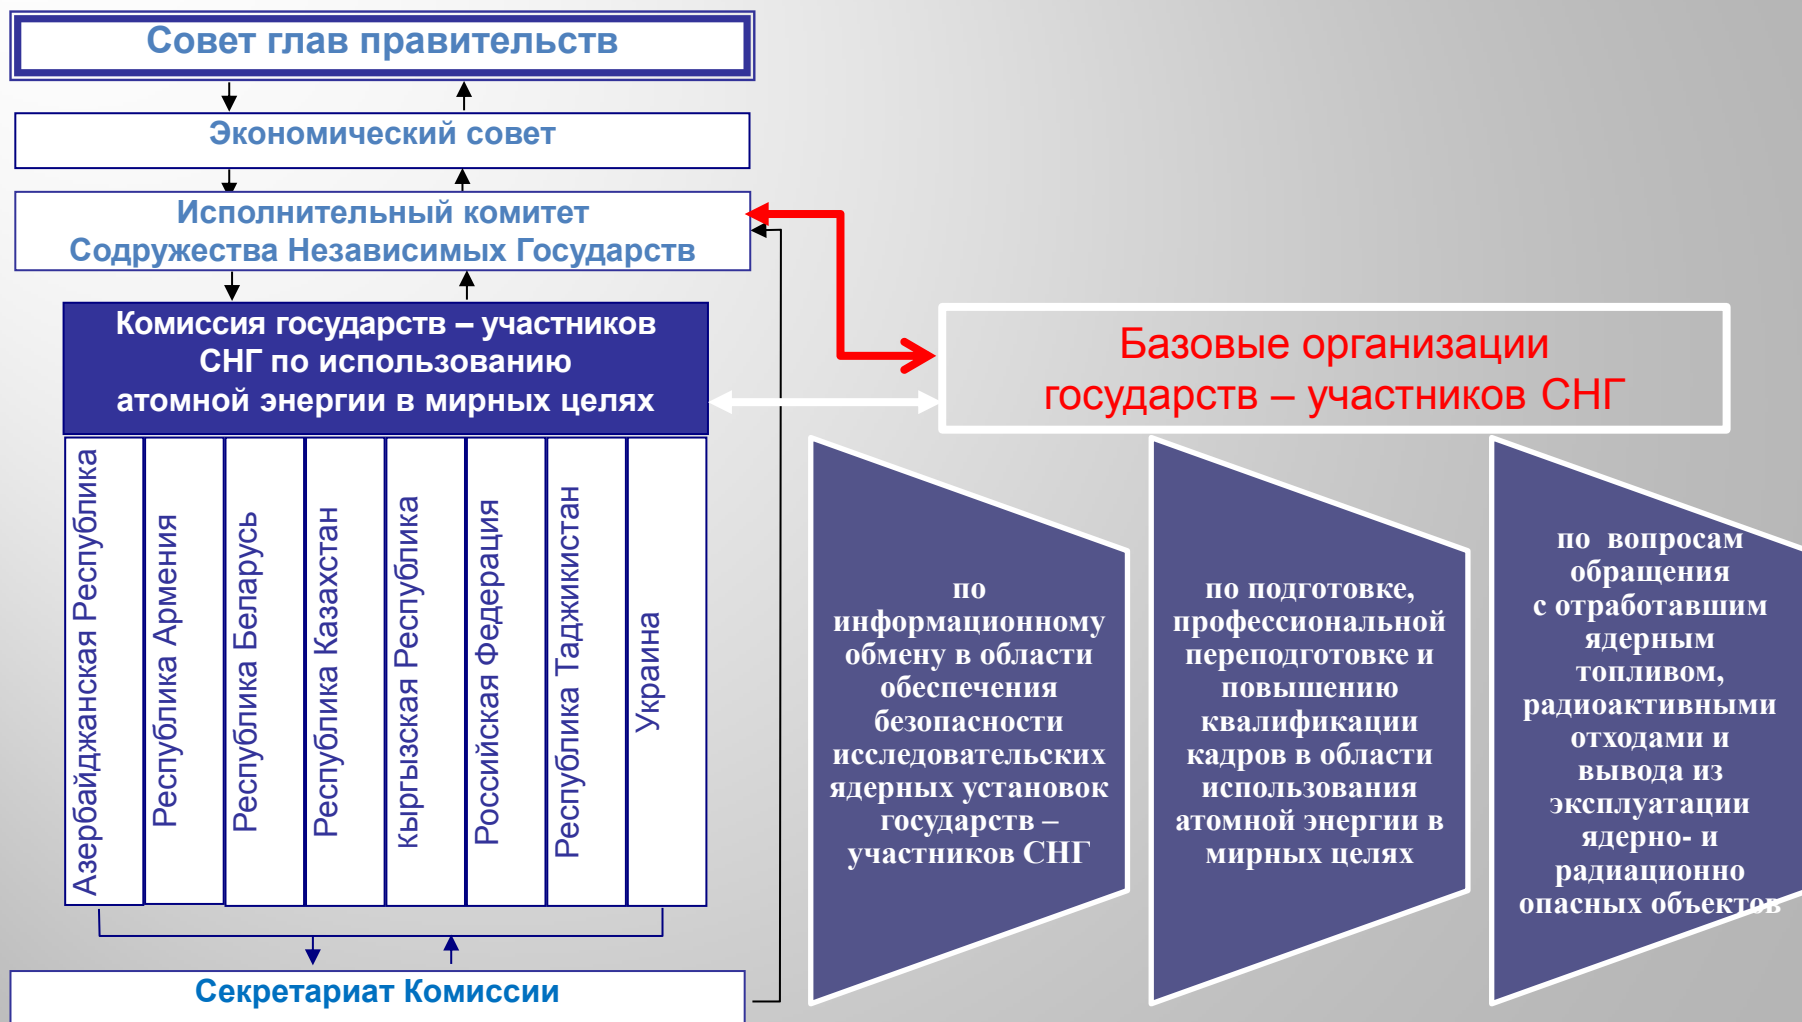 Совет глав правительств
Экономический совет
Исполнительный комитет
Содружества Независимых Государств
Комиссия государств – участников
СНГ по использованию
атомной энергии в мирных целях
Азербайджанская Республика
Республика Армения
Республика Беларусь
Республика Казахстан
Кыргызская Республика
Российская Федерация
Республика Таджикистан
Украина
Секретариат Комиссии
Базовые организации
государств – участников СНГ
по
информационному
обмену в области
обеспечения
безопасности
исследовательских
ядерных установок
государств –
участников СНГ
по подготовке,
профессиональной
переподготовке и
повышению
квалификации
кадров в области
использования
атомной энергии в
мирных целях
по вопросам
обращения
с отработавшим
ядерным
топливом,
радиоактивными
отходами и
вывода из
эксплуатации
ядерно- и
радиационно
опасных объектов